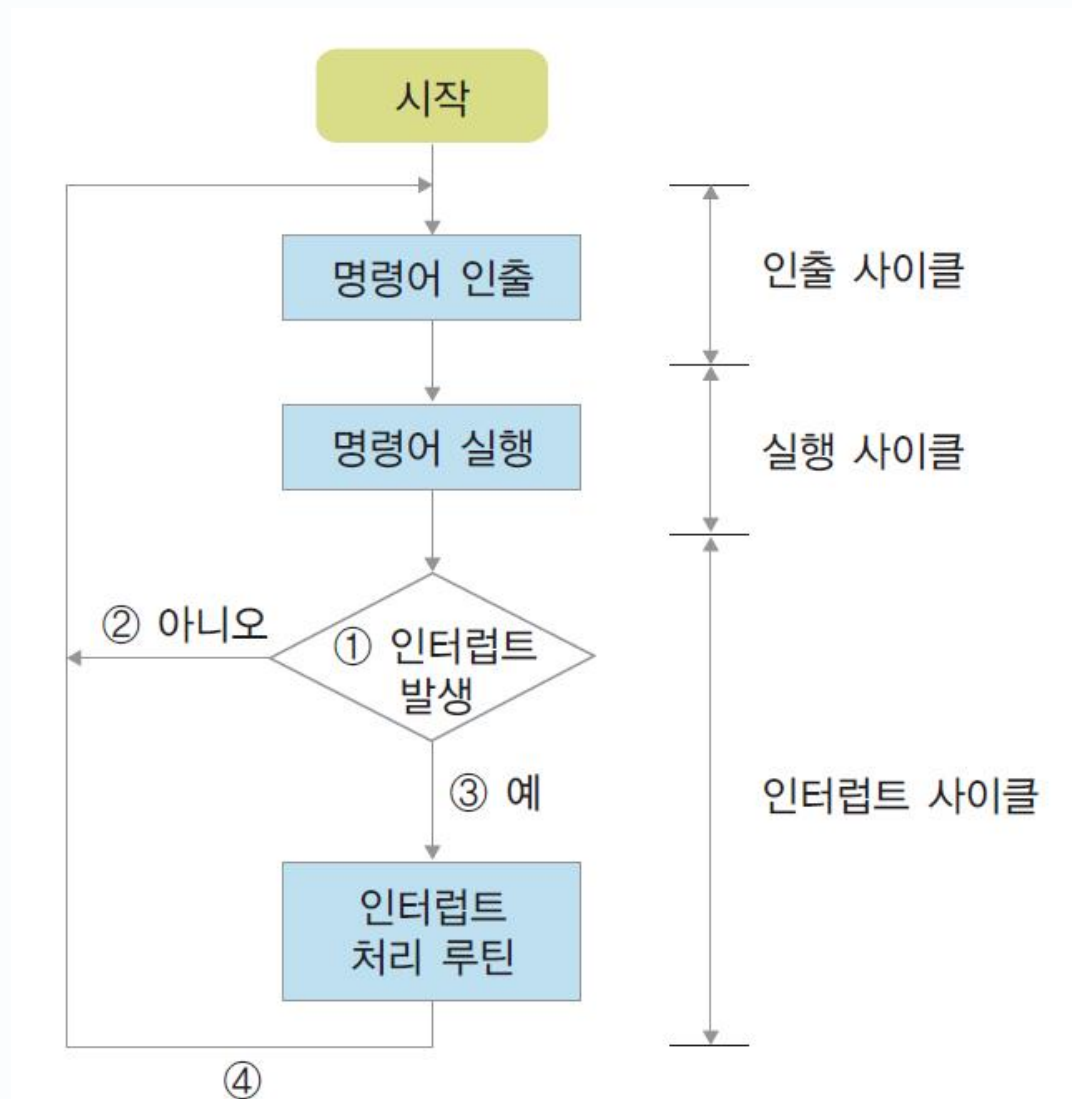 시작
명령어 인출
인출 사이클
명령어 실행
실행 사이클
② 아니오
① 인터럽트
발생
③ 예
인터럽트 사이클
인터럽트
처리 루틴
④